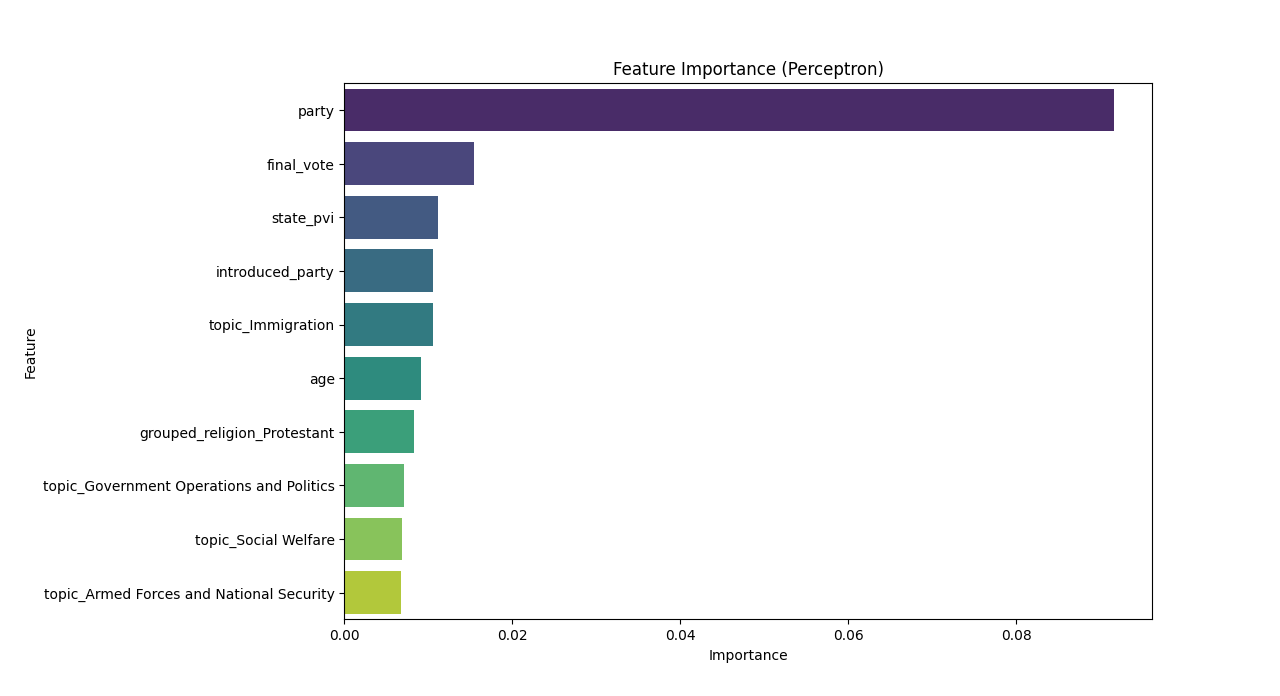 Feature Importance (Perceptron)
Feature
party
final_vote
state_pvi
introduced_party
topic_Immigration
age
grouped_religion_Protestant
topic_Government Operations and Politics
topic_Social Welfare
topic_Armed Forces and National Security
0.00 0.02 0.04 0.06 0.08
Importance